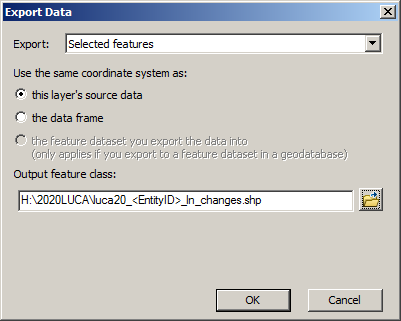 Export Data
Export: Selected features
Use the same coordinate system as:
this layer's source data
the data frame
the feature dataset you export the data into
(only applies if you export to a feature dataset in a geodatabase)
Output feature class:
H:\2020LUCA\luca20_<EntityID>_ln_changes.shp
OK Cancel